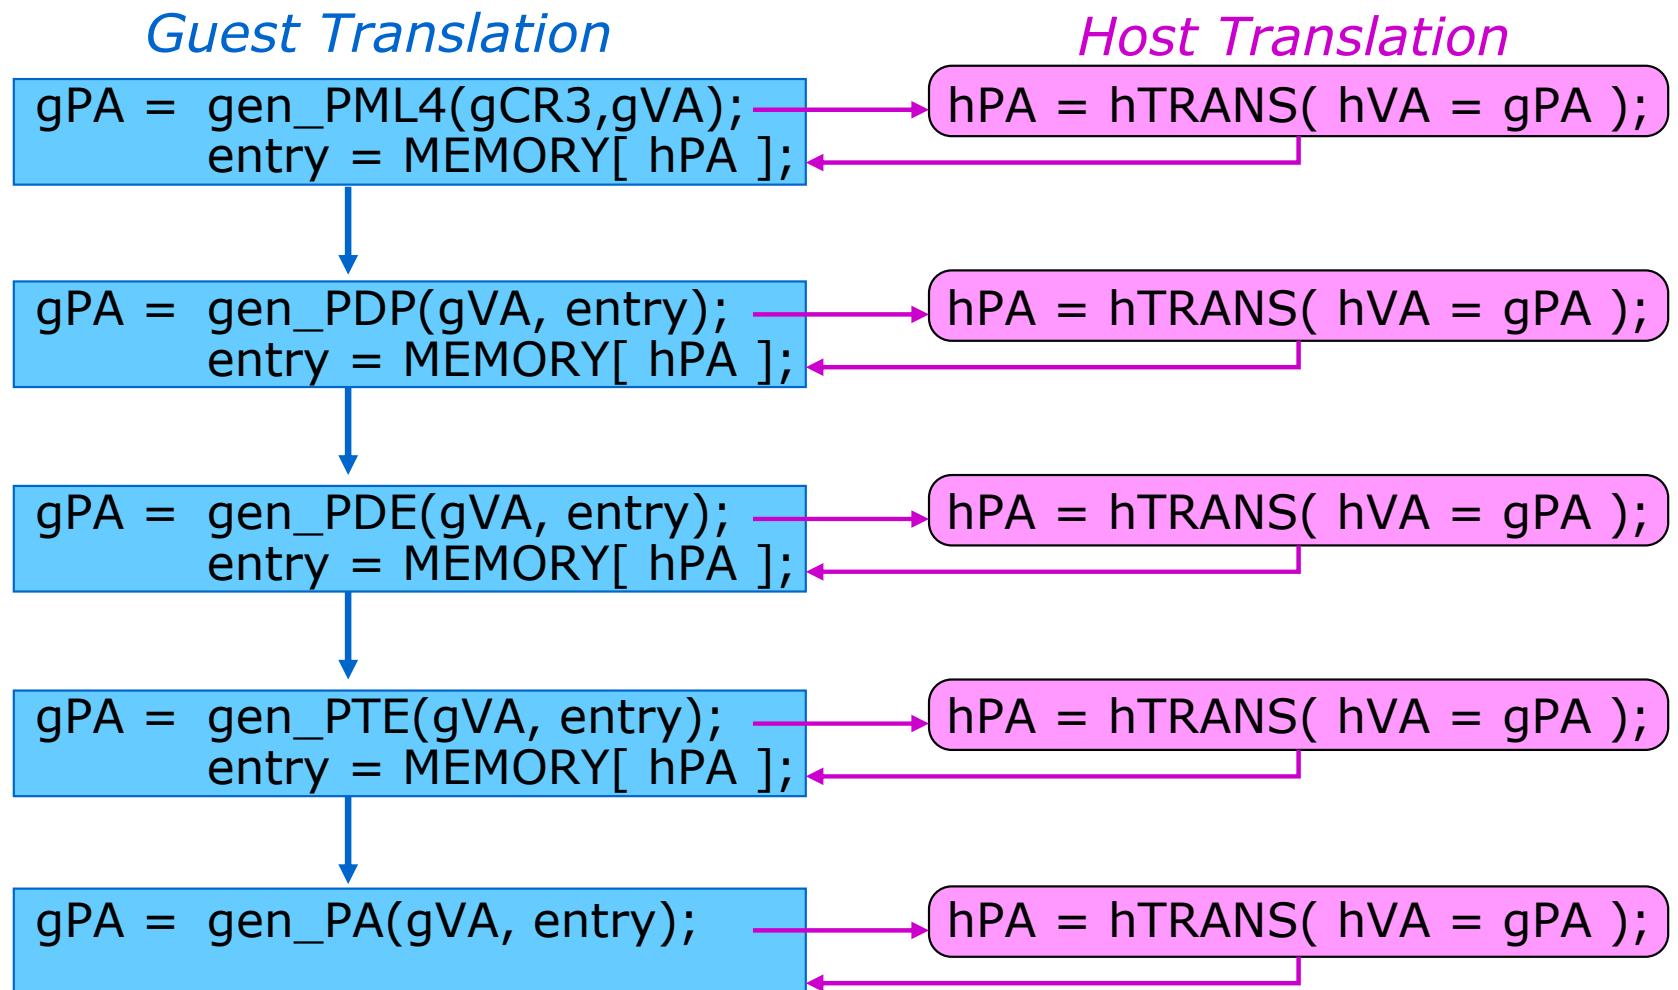 Guest Translation
Host Translation
gPA = gen_PML4(gCR3,gVA);
entry = MEMORY[ hPA ];
hPA = hTRANS( hVA = gPA );
gPA = gen_PDP(gVA, entry);
entry = MEMORY[ hPA ];
hPA = hTRANS( hVA = gPA );
gPA = gen_PDE(gVA, entry);
entry = MEMORY[ hPA ];
hPA = hTRANS( hVA = gPA );
gPA = gen_PTE(gVA, entry);
entry = MEMORY[ hPA ];
hPA = hTRANS( hVA = gPA );
gPA = gen_PA(gVA, entry);
hPA = hTRANS( hVA = gPA );